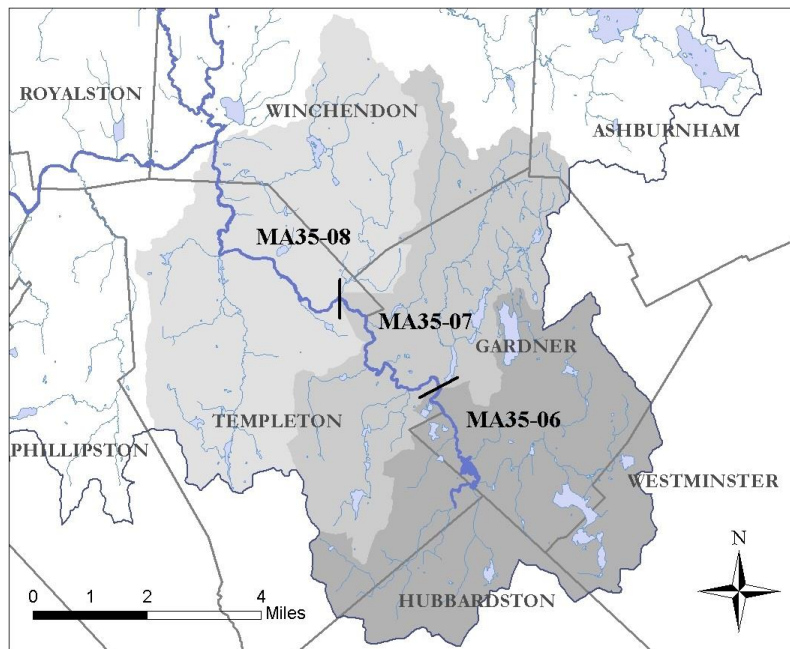 ROYALSTON
WINCHENDON
ASHBURNHAM
MA35-08
MA35-07
GARDNER
TEMPLETON
MA35-06
PHILLIPSTON
WESTMINSTER
N
0 1 2 4
Miles
HUBBARDSTON